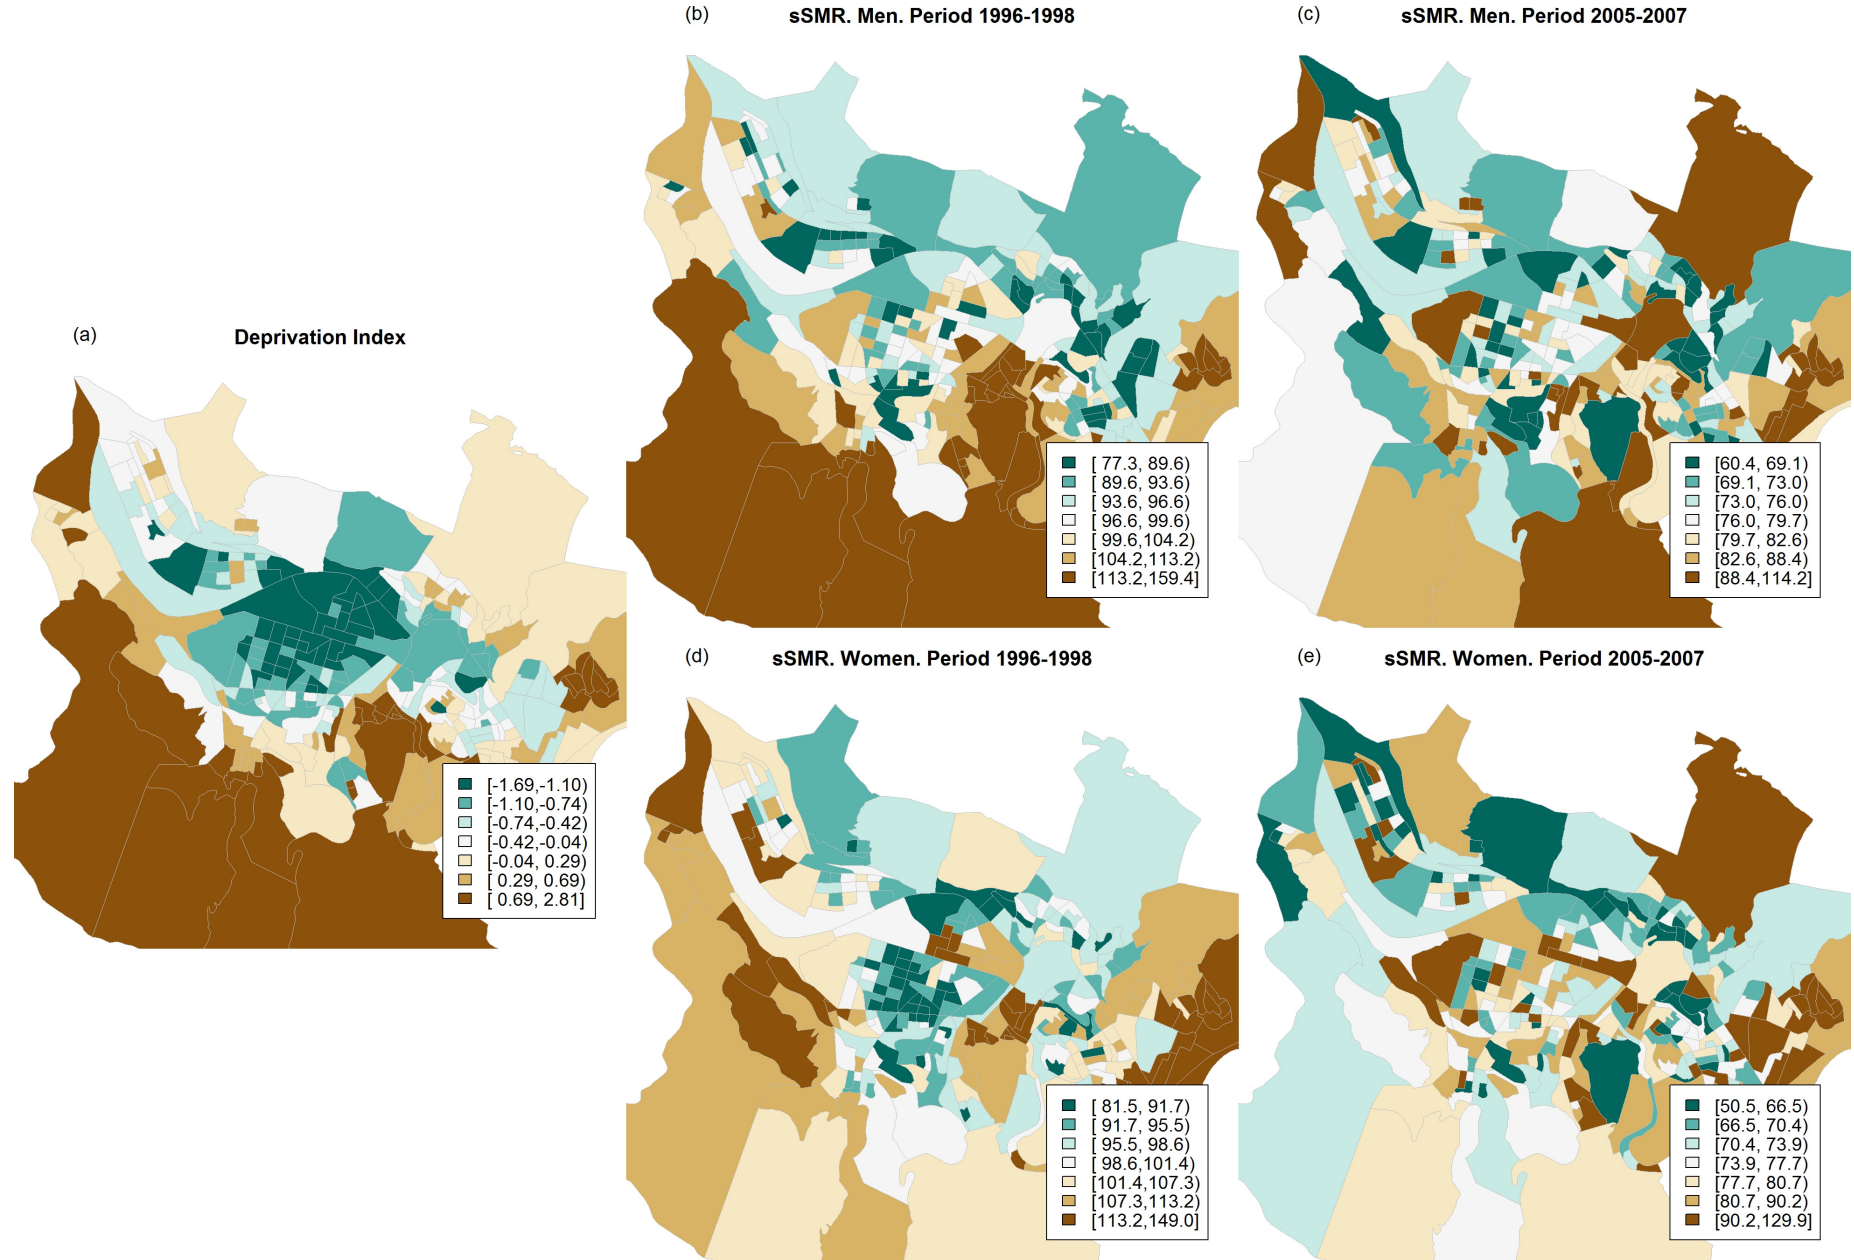 (a) Deprivation Index
[-1.69,-1.10)
[-1.10,-0.74)
[-0.74,-0.42)
[-0.42,-0.04)
[-0.04, 0.29)
[ 0.29, 0.69)
[ 0.69, 2.81]
(b) sSMR. Men. Period 1996-1998
[ 77.3, 89.6)
[ 89.6, 93.6)
[ 93.6, 96.6)
[ 96.6, 99.6)
[ 99.6,104.2)
[104.2,113.2)
[113.2,159.4]
(c) sSMR. Men. Period 2005-2007
[60.4, 69.1)
[69.1, 73.0)
[73.0, 76.0)
[76.0, 79.7)
[79.7, 82.6)
[82.6, 88.4)
[88.4,114.2]
(d) sSMR. Women. Period 1996-1998
[ 81.5, 91.7)
[ 91.7, 95.5)
[ 95.5, 98.6)
[ 98.6,101.4)
[101.4,107.3)
[107.3,113.2)
[113.2,149.0]
(e) sSMR. Women. Period 2005-2007
[50.5, 66.5)
[66.5, 70.4)
[70.4, 73.9)
[73.9, 77.7)
[77.7, 80.7)
[80.7, 90.2)
[90.2,129.9]